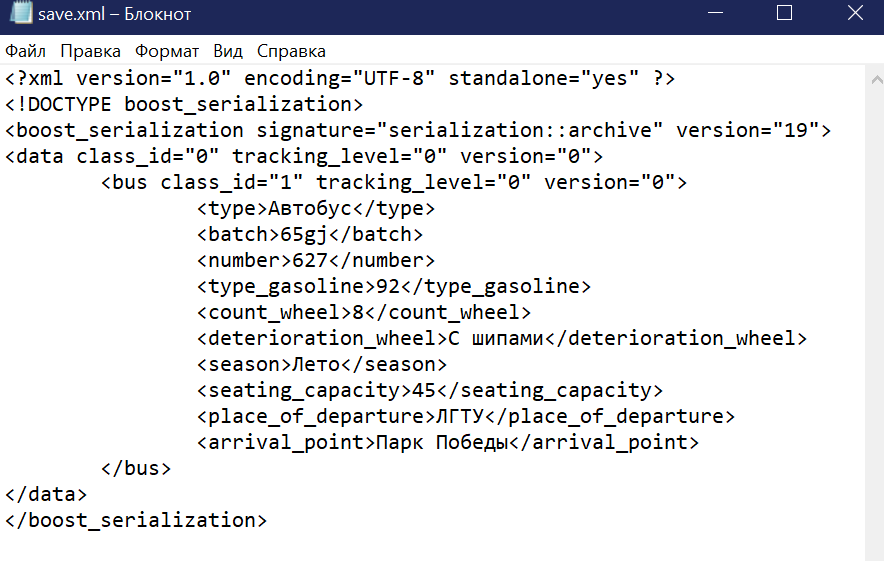 save.xml – Блокнот
Файл Правка Формат Вид Справка
<?xml version="1.0" encoding="UTF-8" standalone="yes" ?>
<!DOCTYPE boost_serialization>
<boost_serialization signature="serialization::archive" version="19">
<data class_id="0" tracking_level="0" version="0">
	<bus class_id="1" tracking_level="0" version="0">
		<type>Автобус</type>
		<batch>65gj</batch>
		<number>627</number>
		<type_gasoline>92</type_gasoline>
		<count_wheel>8</count_wheel>
		<deterioration_wheel>С шипами</deterioration_wheel>
		<season>Лето</season>
		<seating_capacity>45</seating_capacity>
		<place_of_departure>ЛГТУ</place_of_departure>
		<arrival_point>Парк Победы</arrival_point>
	</bus>
</data>
</boost_serialization>